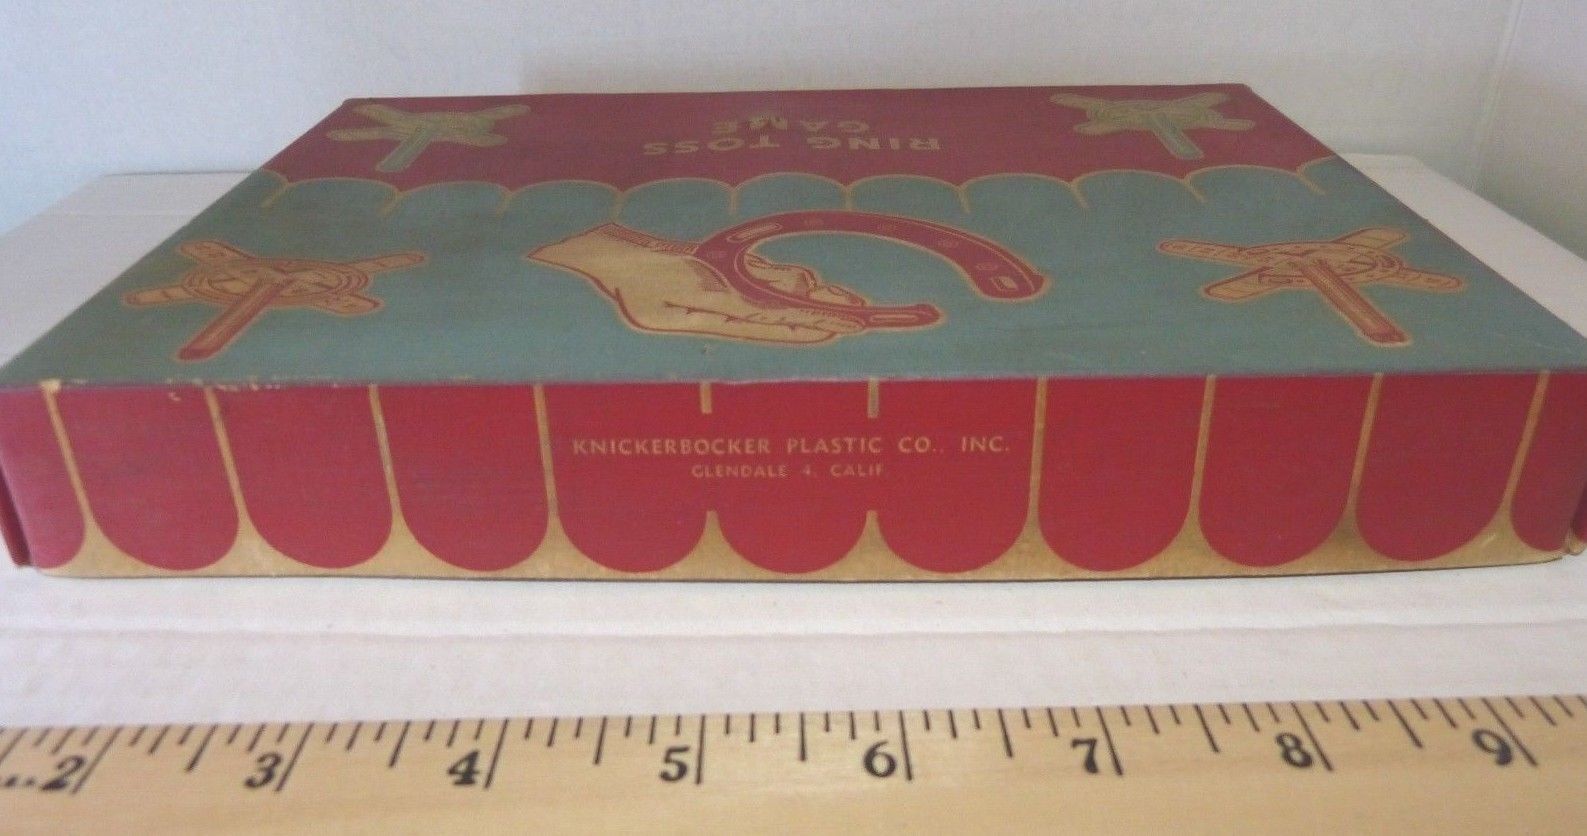 RING TOSS
GAME
KNICKERBOCKER PLASTIC CO., INC.
GLENDALE 4, CALIF.
2 3 4 5 6 7 8 9